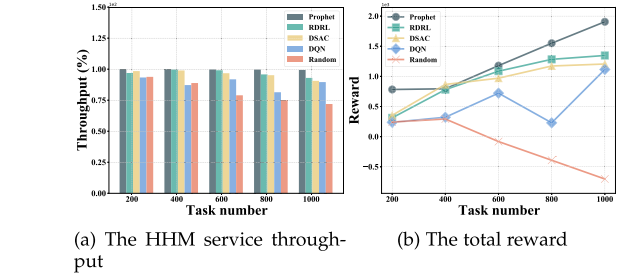 1e2
1.50
1.25
1.00
0.75
0.50
0.25
0.00
Throughput (%)
Prophet
RDRL
DSAC
DQN
Random
200 400 600 800 1000
Task number
(a) The HHM service through-
put
1e3
2.0
1.5
1.0
0.5
0.0
−0.5
Reward
Prophet
RDRL
DSAC
DQN
Random
200 400 600 800 1000
Task number
(b) The total reward